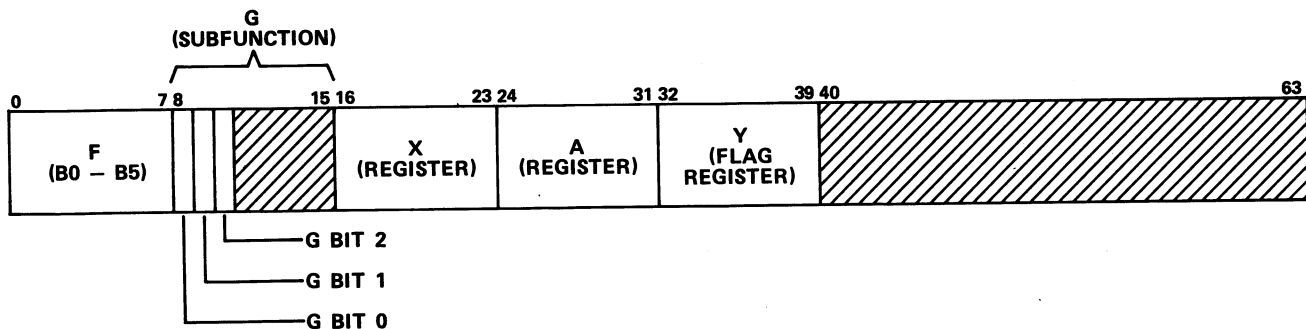 G
(SUBFUNCTION)
0 7 8 15 16 23 24 31 32 39 40 63
F
(B0 — B5)
X
(REGISTER)
A
(REGISTER)
Y
(FLAG
REGISTER)
G BIT 2
G BIT 1
G BIT 0